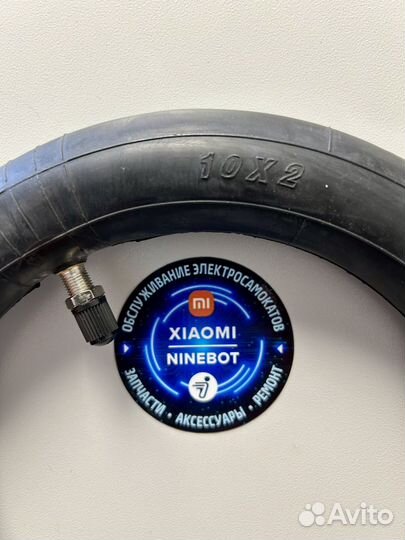 10X2
ОБСЛУЖИВАНИЕ ЭЛЕКТРОСАМОКАТОВ
mi
XIAOMI
NINEBOT
ЗАПЧАСТИ • АКСЕССУАРЫ • РЕМОНТ
Avito